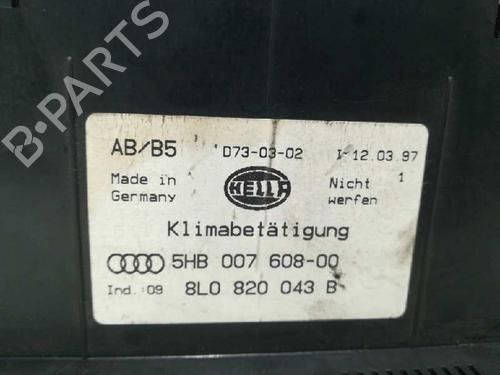 AB/B5 D73-03-02 I-12.03.97
Made in Germany HELLA Nicht werfen 1
Klimabetätigung
5HB 007 608-00
Ind.:09 8L0 820 043 B
B-PARTS